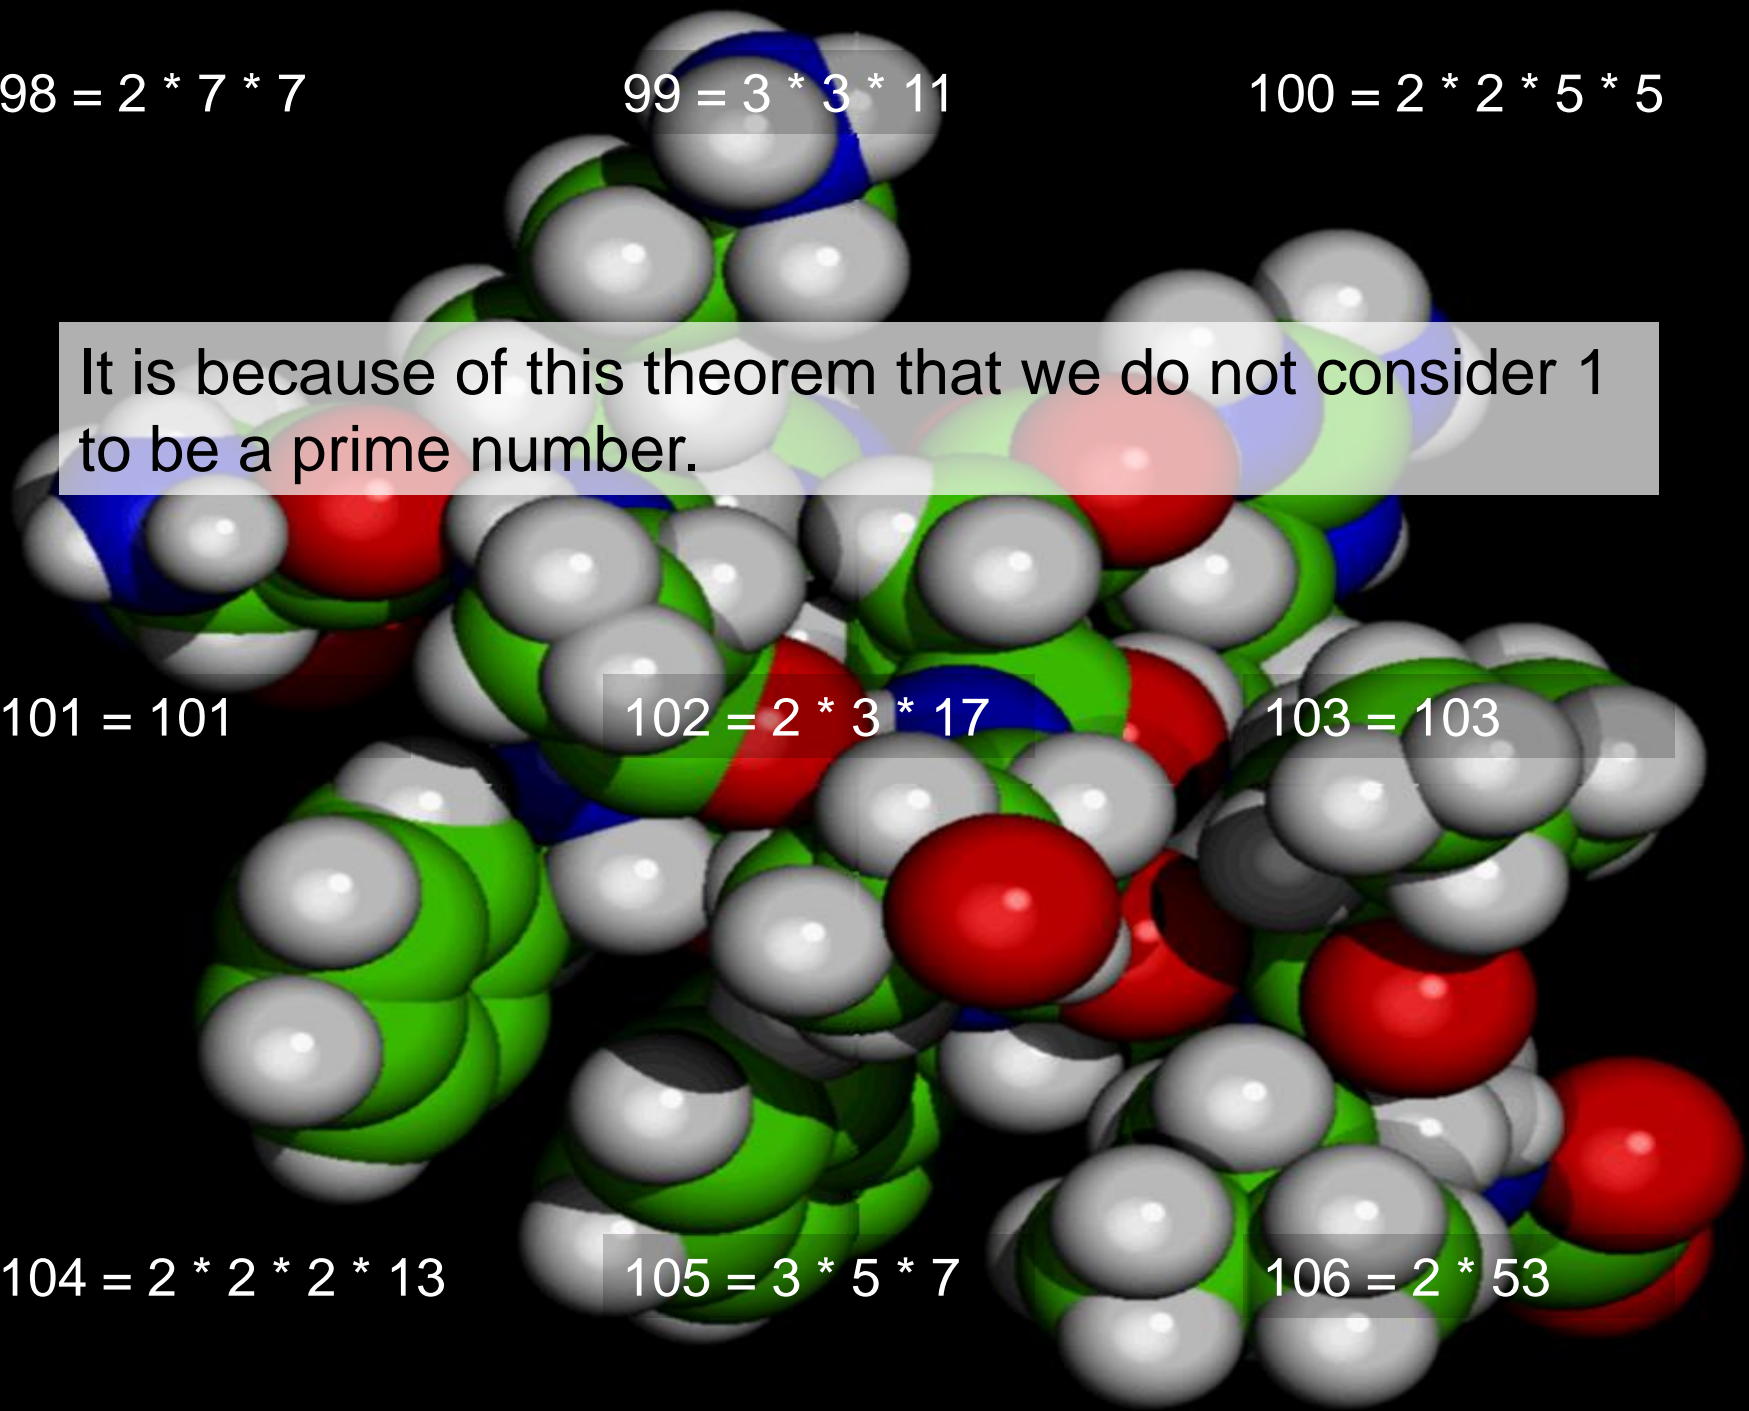 98 = 2 * 7 * 7
99 = 3 * 3 * 11
100 = 2 * 2 * 5 * 5
It is because of this theorem that we do not consider 1
to be a prime number.
101 = 101
102 = 2 * 3 * 17
103 = 103
104 = 2 * 2 * 2 * 13
105 = 3 * 5 * 7
106 = 2 * 53